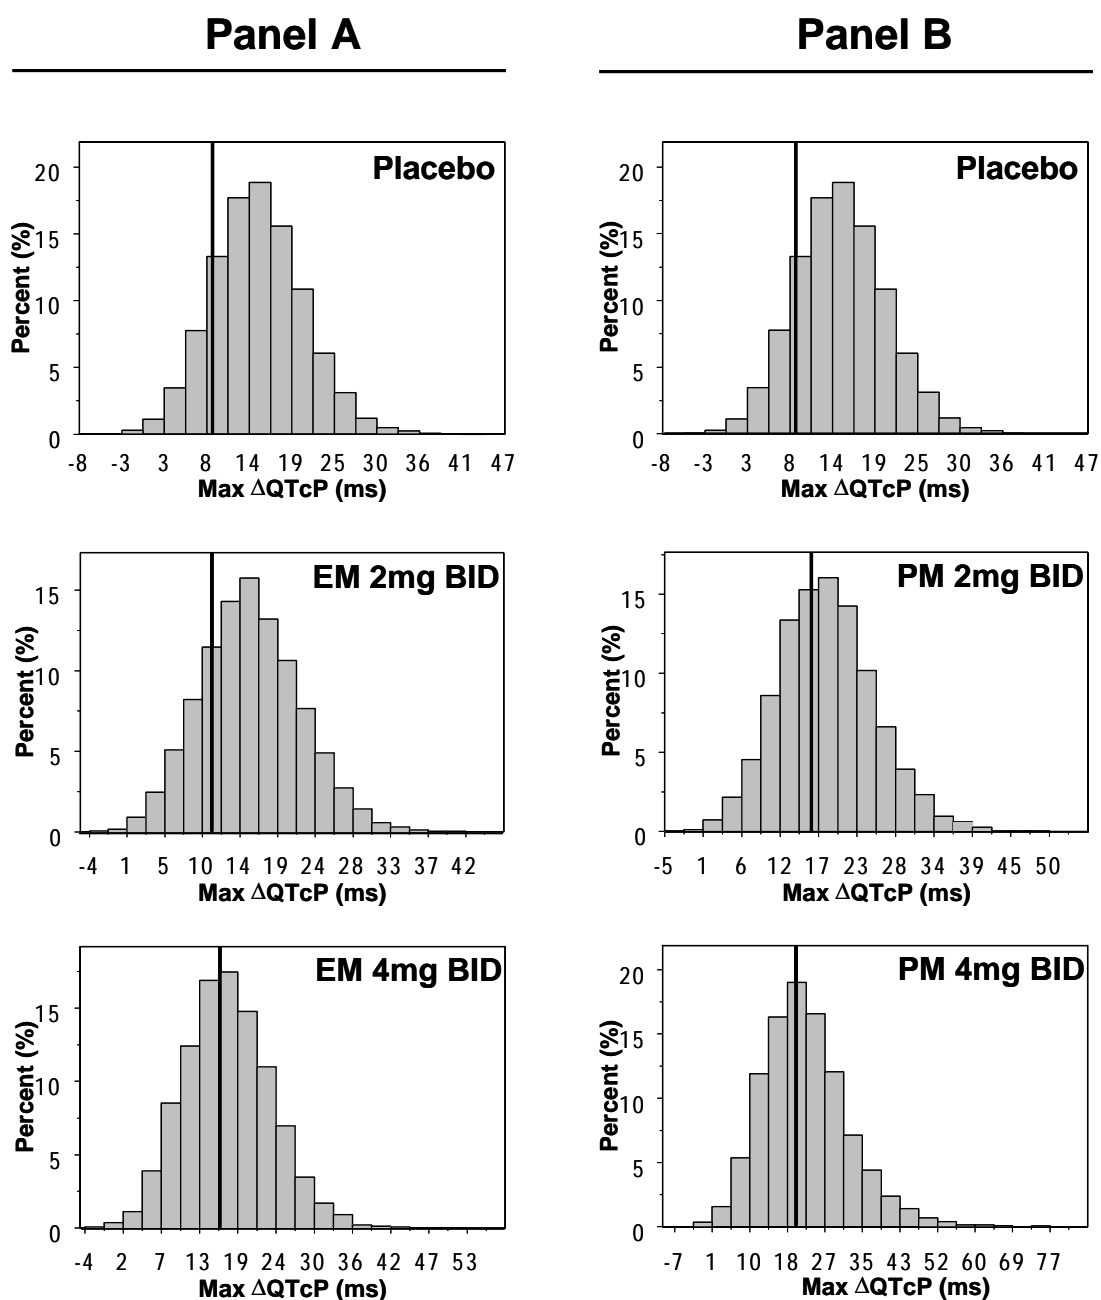 Panel A
Panel B
Placebo
Percent (%)
20
15
10
5
0
-8 -3 3 8 14 19 25 30 36 41 47
Max ΔQTcP (ms)
Placebo
Percent (%)
20
15
10
5
0
-8 -3 3 8 14 19 25 30 36 41 47
Max ΔQTcP (ms)
EM 2mg BID
Percent (%)
15
10
5
0
-4 1 5 10 14 19 24 28 33 37 42
Max ΔQTcP (ms)
PM 2mg BID
Percent (%)
15
10
5
0
-5 1 6 12 17 23 28 34 39 45 50
Max ΔQTcP (ms)
EM 4mg BID
Percent (%)
15
10
5
0
-4 2 7 13 19 24 30 36 42 47 53
Max ΔQTcP (ms)
PM 4mg BID
Percent (%)
20
15
10
5
0
-7 1 10 18 27 35 43 52 60 69 77
Max ΔQTcP (ms)